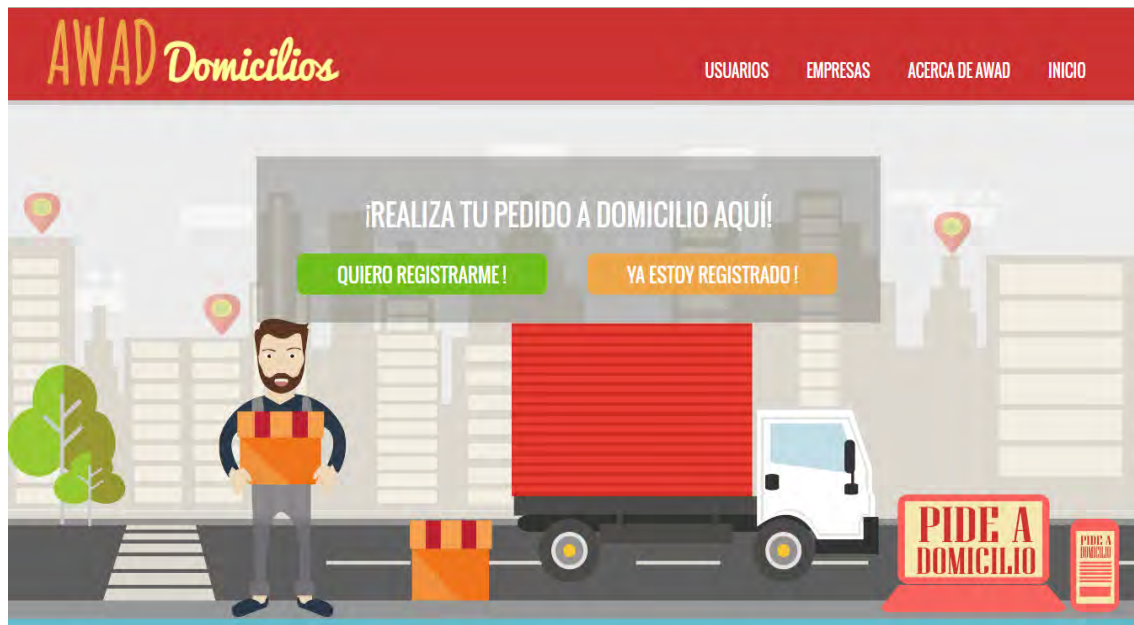 AWAD Domicilios
USUARIOS EMPRESAS ACERCA DE AWAD INICIO
¡REALIZA TU PEDIDO A DOMICILIO AQUÍ!
QUIERO REGISTRARME ! YA ESTOY REGISTRADO !
PIDE A
DOMICILIO
PIDE A
DOMICILIO